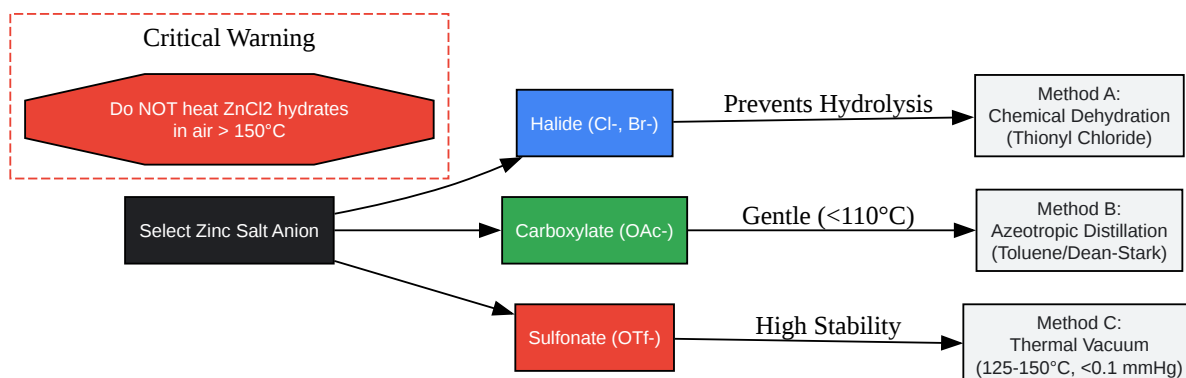 Critical Warning
Do NOT heat ZnCl2 hydrates
in air > 150°C
Select Zinc Salt Anion
Halide (Cl-, Br-)
Prevents Hydrolysis
Method A:
Chemical Dehydration
(Thionyl Chloride)
Carboxylate (OAc-)
Gentle (<110°C)
Method B:
Azeotropic Distillation
(Toluene/Dean-Stark)
Sulfonate (OTf-)
High Stability
Method C:
Thermal Vacuum
(125-150°C, <0.1 mmHg)